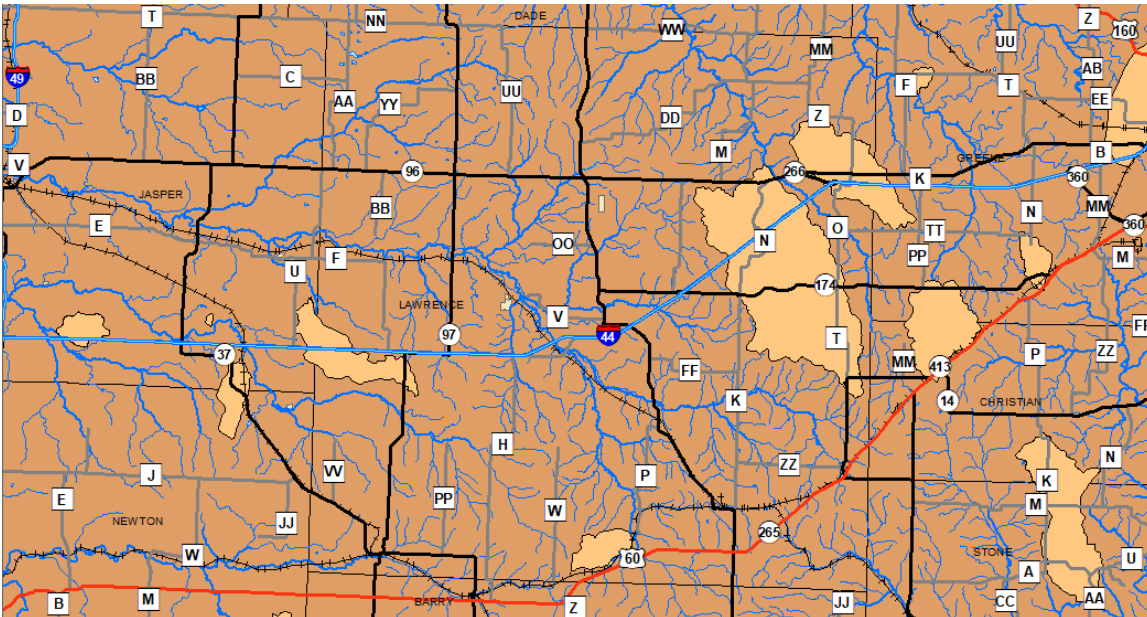 DADE
T
NN
Z
160
WW
UU
MM
49
C
BB
AB
F
T
UU
AA
YY
EE
D
Z
DD
M
B
V
96
266
GREENE
K
360
JASPER
BB
N
MM
E
O
TT
360
N
OO
PP
M
F
U
174
LAWRENCE
V
FF
97
44
T
P
ZZ
37
MM
413
FF
K
14
CHRISTIAN
H
N
ZZ
VV
J
P
K
PP
E
W
M
NEWTON
JJ
265
W
60
STONE
U
A
B
M
BARRY
Z
JJ
CC
AA